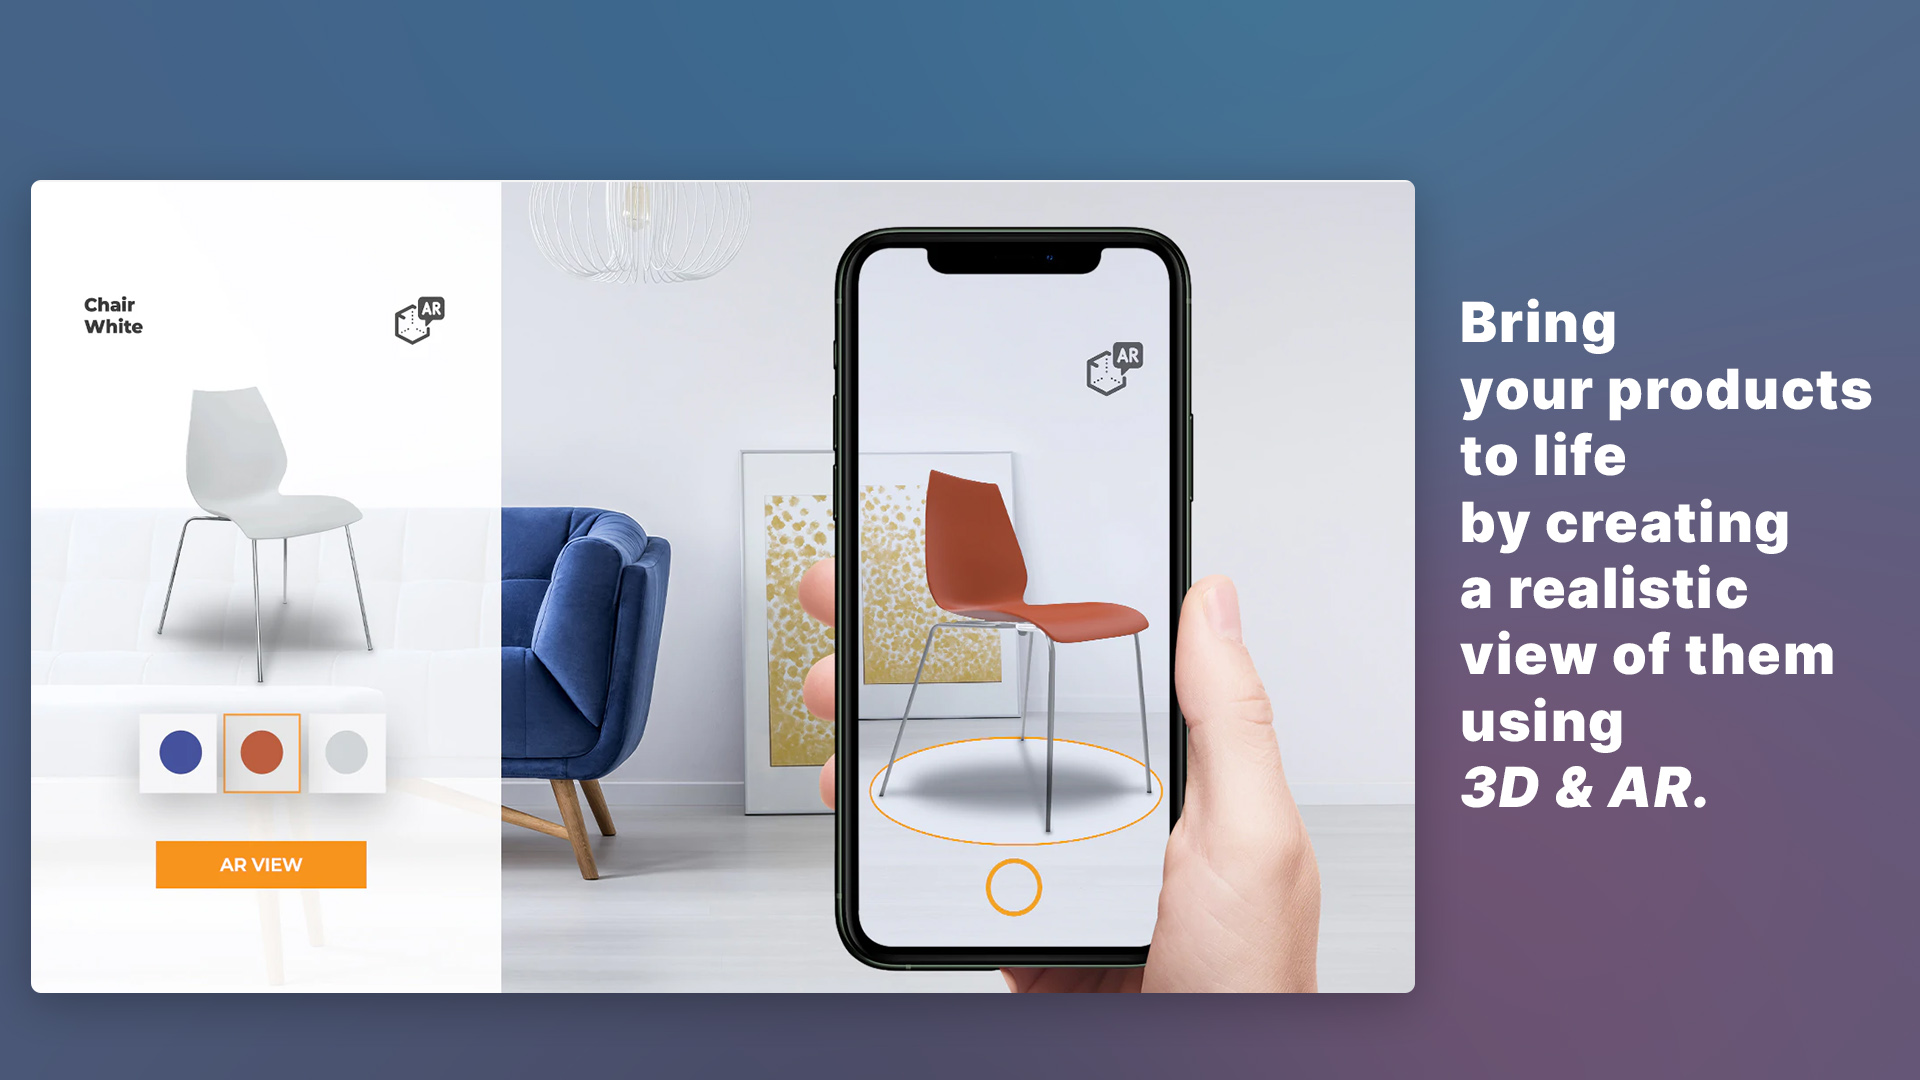 Chair
White
AR
AR VIEW
AR
Bring
your products
to life
by creating
a realistic
view of them
using
3D & AR.